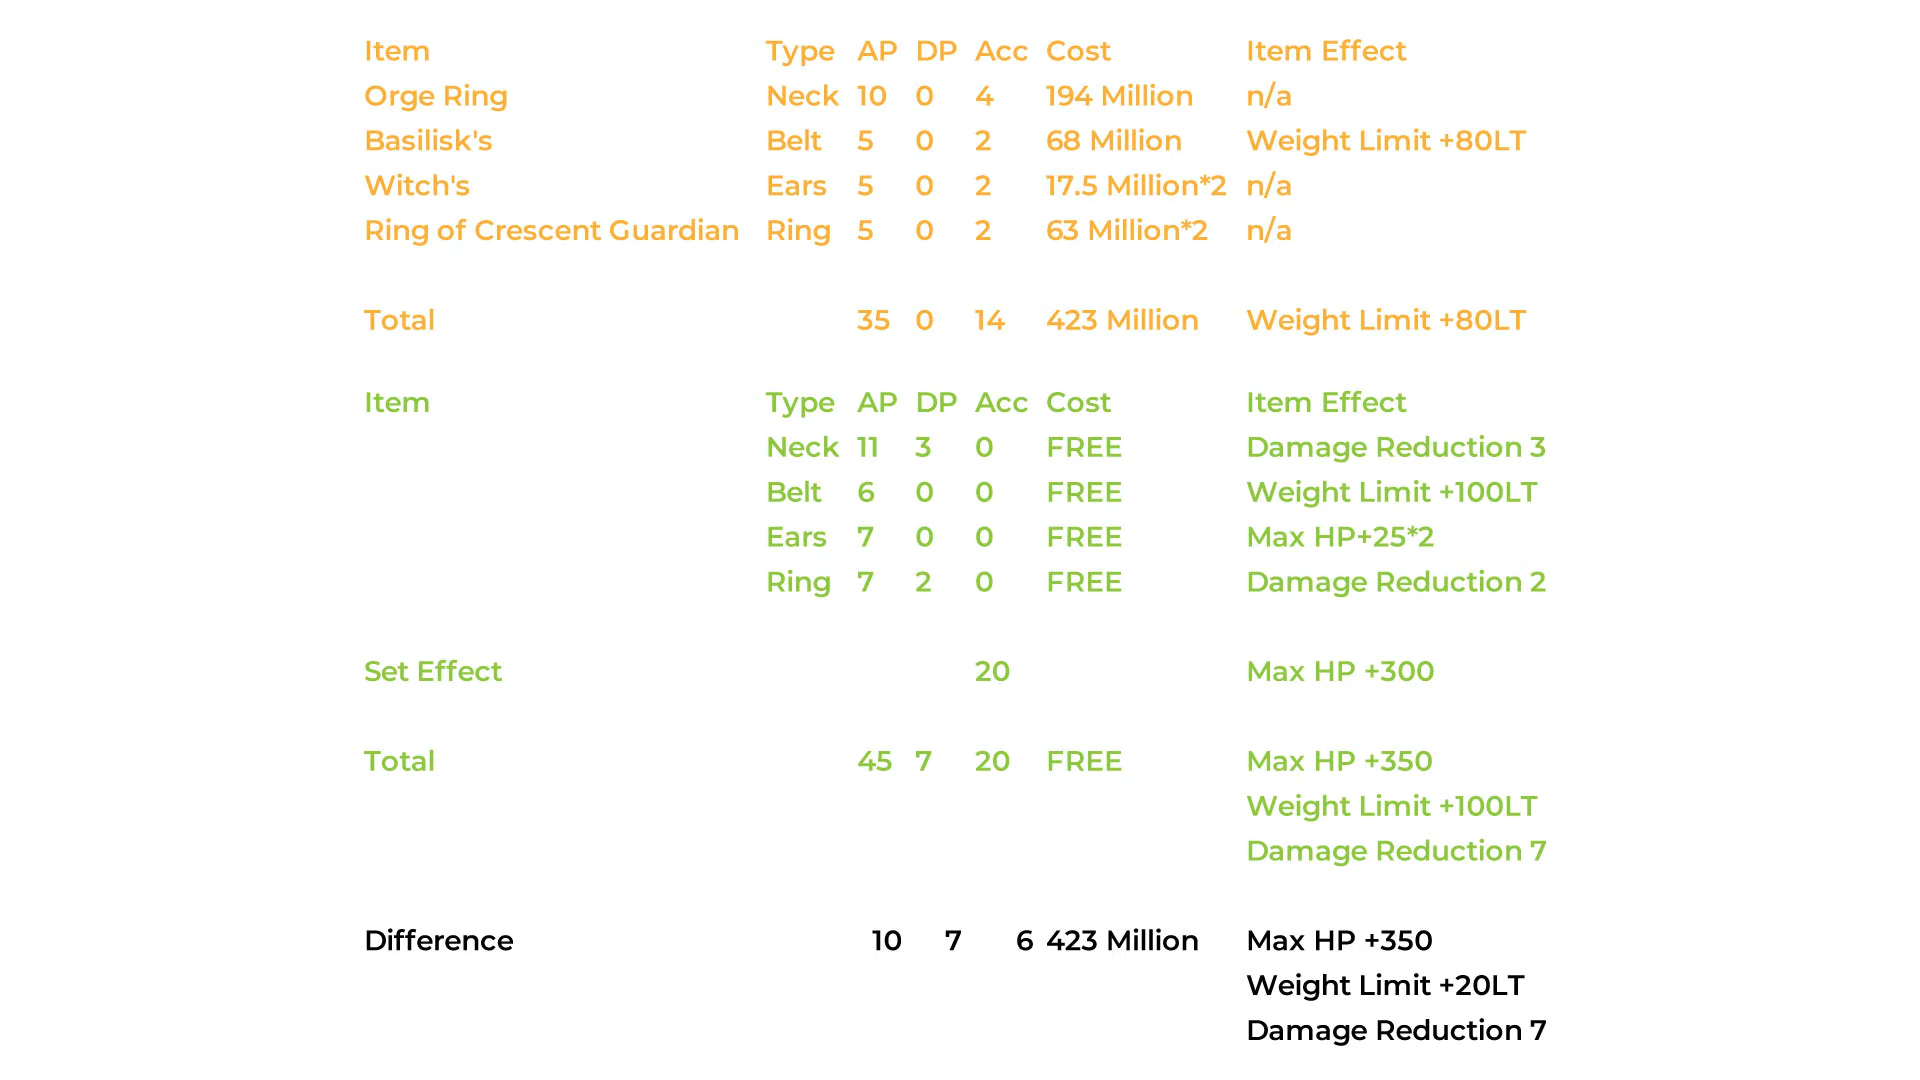 Item Type AP DP Acc Cost Item Effect
Orge Ring Neck 10 0 4 194 Million n/a
Basilisk's Belt 5 0 2 68 Million Weight Limit +80LT
Witch's Ears 5 0 2 17.5 Million*2 n/a
Ring of Crescent Guardian Ring 5 0 2 63 Million*2 n/a
Total 35 0 14 423 Million Weight Limit +80LT
Item Type AP DP Acc Cost Item Effect
Neck 11 3 0 FREE Damage Reduction 3
Belt 6 0 0 FREE Weight Limit +100LT
Ears 7 0 0 FREE Max HP+25*2
Ring 7 2 0 FREE Damage Reduction 2
Set Effect 20 Max HP +300
Total 45 7 20 FREE Max HP +350
Weight Limit +100LT
Damage Reduction 7
Difference 10 7 6 423 Million Max HP +350
Weight Limit +20LT
Damage Reduction 7